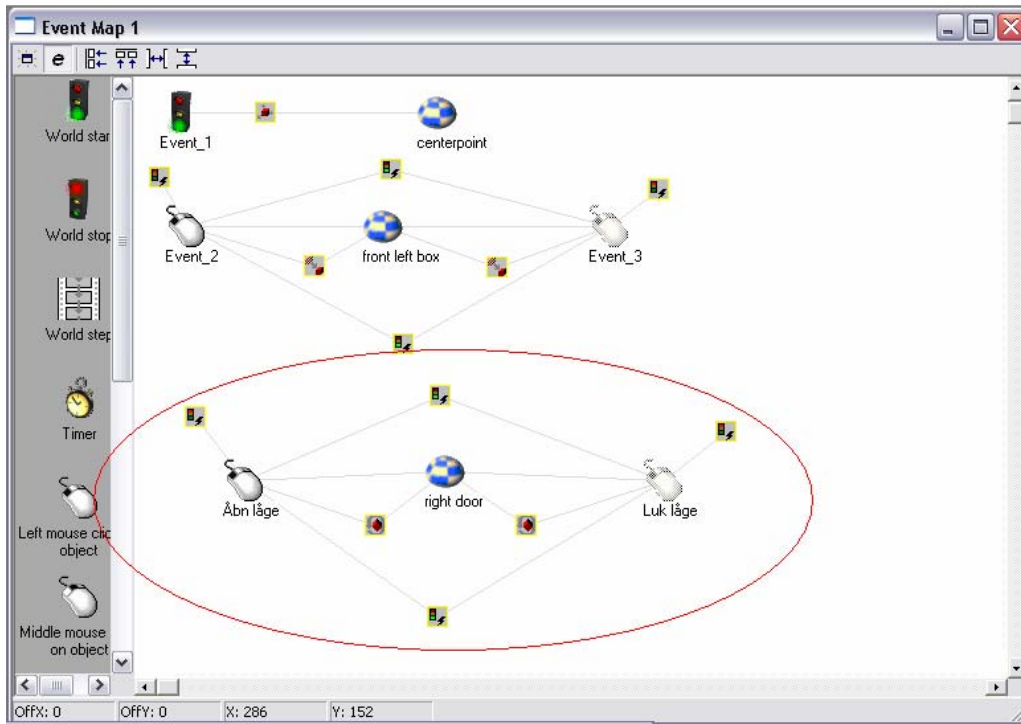 Event Map 1
e
World star
World stop
World step
Timer
Left mouse clic
object
Middle mouse
on object
Event_1
centerpoint
Event_2
front left box
Event_3
Åbn låge
right door
Luk låge
OffX: 0
OffY: 0
X: 286
Y: 152